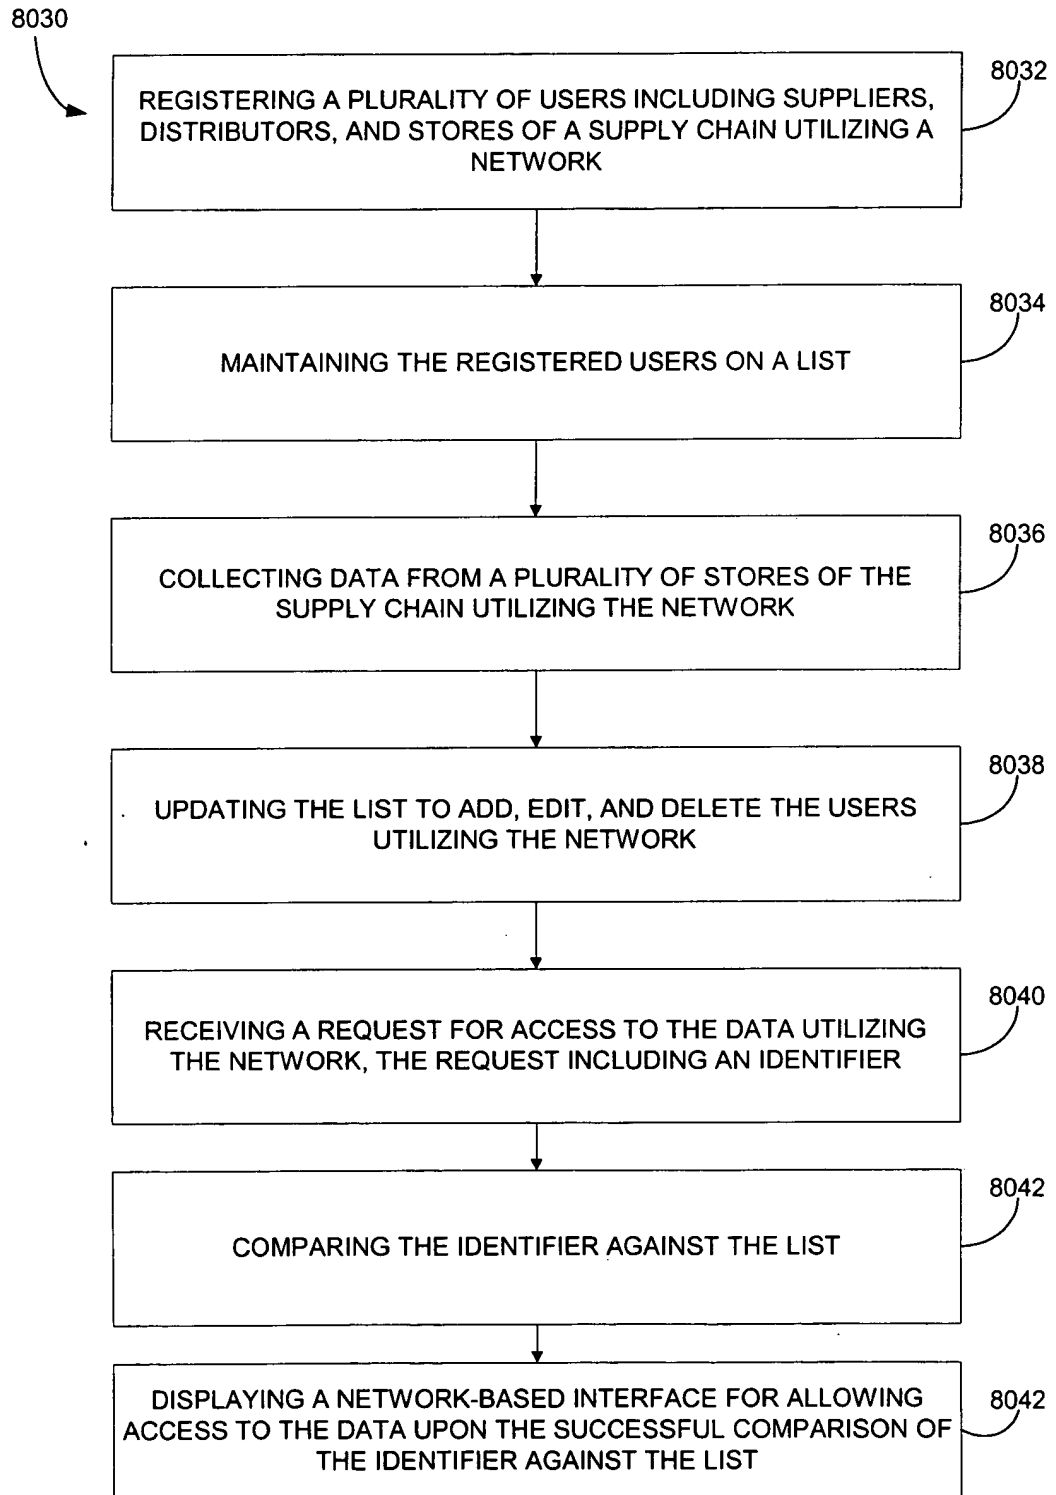 8030
8032
REGISTERING A PLURALITY OF USERS INCLUDING SUPPLIERS,
DISTRIBUTORS, AND STORES OF A SUPPLY CHAIN UTILIZING A
NETWORK
8034
MAINTAINING THE REGISTERED USERS ON A LIST
8036
COLLECTING DATA FROM A PLURALITY OF STORES OF THE
SUPPLY CHAIN UTILIZING THE NETWORK
8038
UPDATING THE LIST TO ADD, EDIT, AND DELETE THE USERS
UTILIZING THE NETWORK
8040
RECEIVING A REQUEST FOR ACCESS TO THE DATA UTILIZING
THE NETWORK, THE REQUEST INCLUDING AN IDENTIFIER
8042
COMPARING THE IDENTIFIER AGAINST THE LIST
8042
DISPLAYING A NETWORK-BASED INTERFACE FOR ALLOWING
ACCESS TO THE DATA UPON THE SUCCESSFUL COMPARISON OF
THE IDENTIFIER AGAINST THE LIST